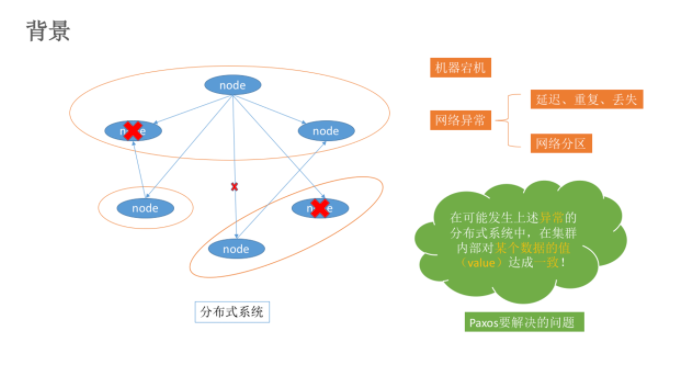 背景
node
node
node
node
node
node
分布式系统
机器宕机
网络异常
延迟、重复、丢失
网络分区
在可能发生上述异常的
分布式系统中，在集群
内部对某个数据的值
（value）达成一致！
Paxos要解决的问题